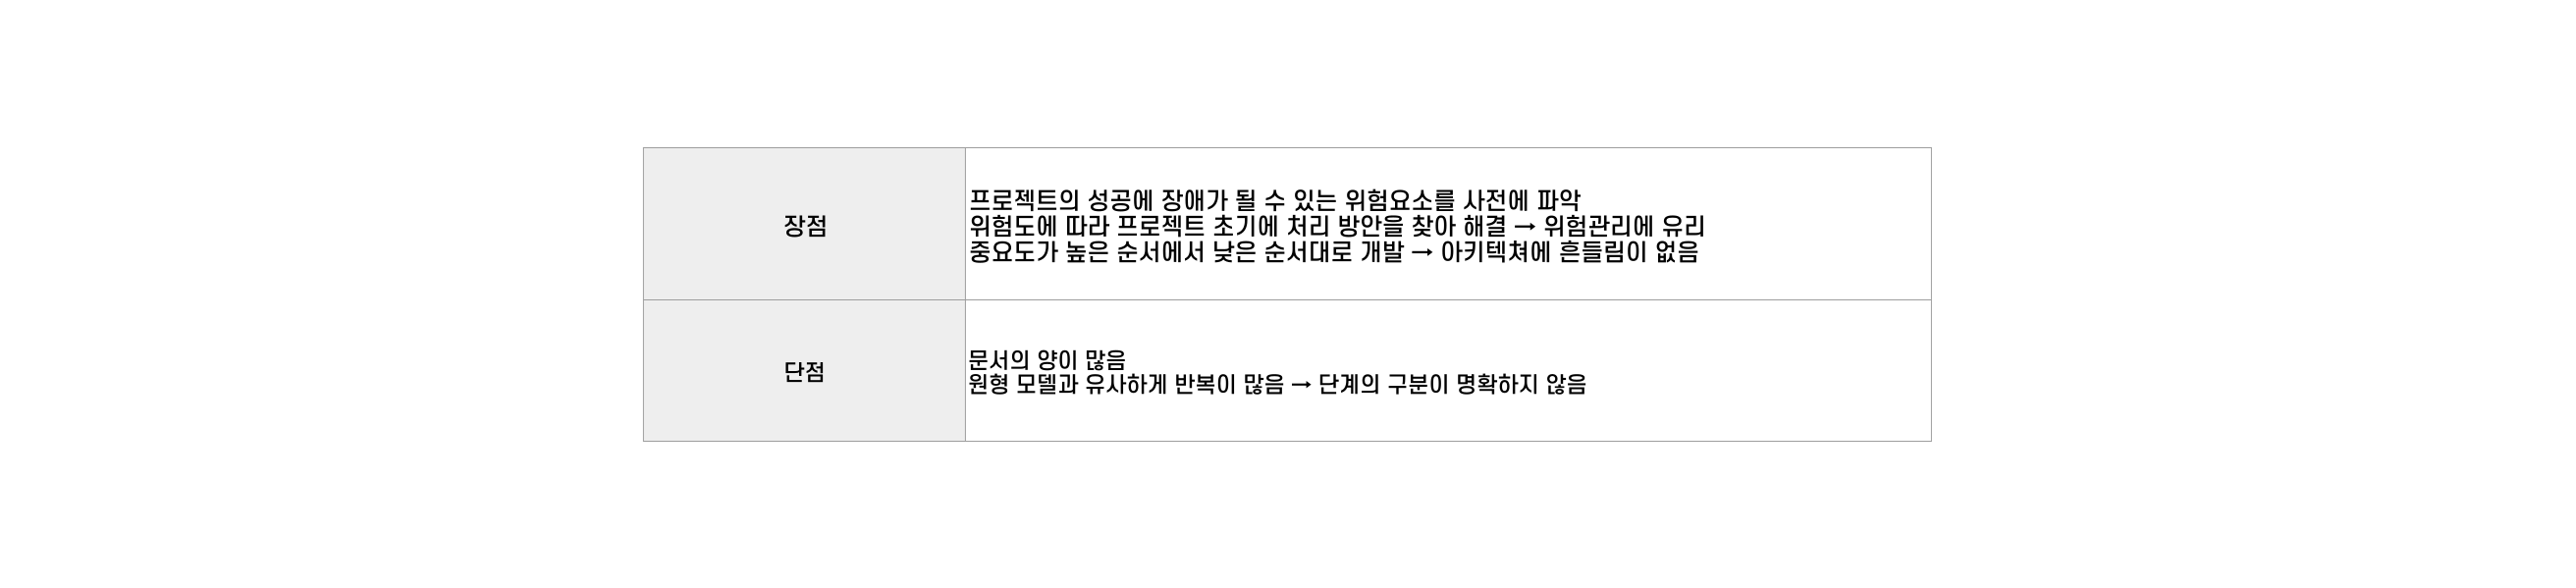 장점
프로젝트의 성공에 장애가 될 수 있는 위험요소를 사전에 파악
위험도에 따라 프로젝트 초기에 처리 방안을 찾아 해결 → 위험관리에 유리
중요도가 높은 순서에서 낮은 순서대로 개발 → 아키텍쳐에 흔들림이 없음
단점
문서의 양이 많음
원형 모델과 유사하게 반복이 많음 → 단계의 구분이 명확하지 않음